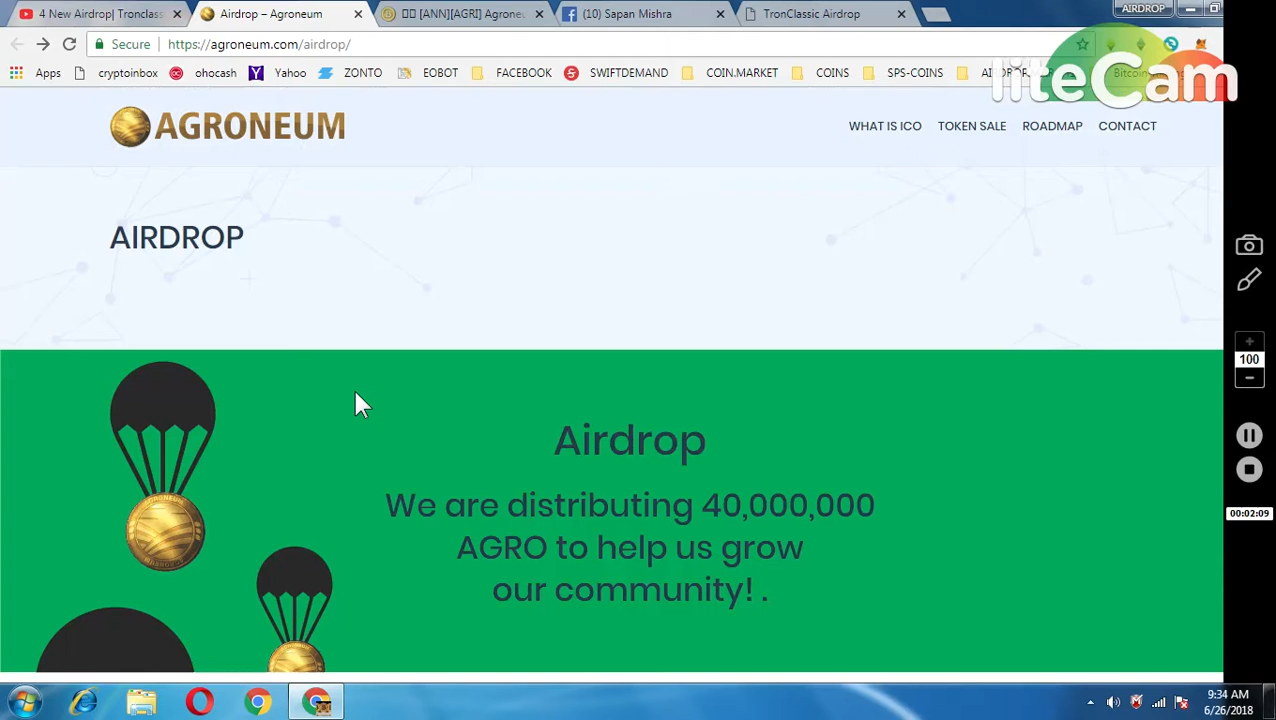 4 New Airdrop| Tronclass
Airdrop – Agroneum
[ANN][AGRI] Agrone
(10) Sapan Mishra
TronClassic Airdrop
AIRDROP
Secure
https://agroneum.com/airdrop/
Apps
cryptoinbox
ohocash
Yahoo
EOBOT
FACEBOOK
SWIFTDEMAND
COIN.MARKET
COINS
SPS-COINS
liteCam
AGRONEUM
WHAT IS ICO
TOKEN SALE
ROADMAP
CONTACT
AIRDROP
100
Airdrop
We are distributing 40,000,000
AGRO to help us grow
our community! .
00:02:09
9:34 AM
6/26/2018